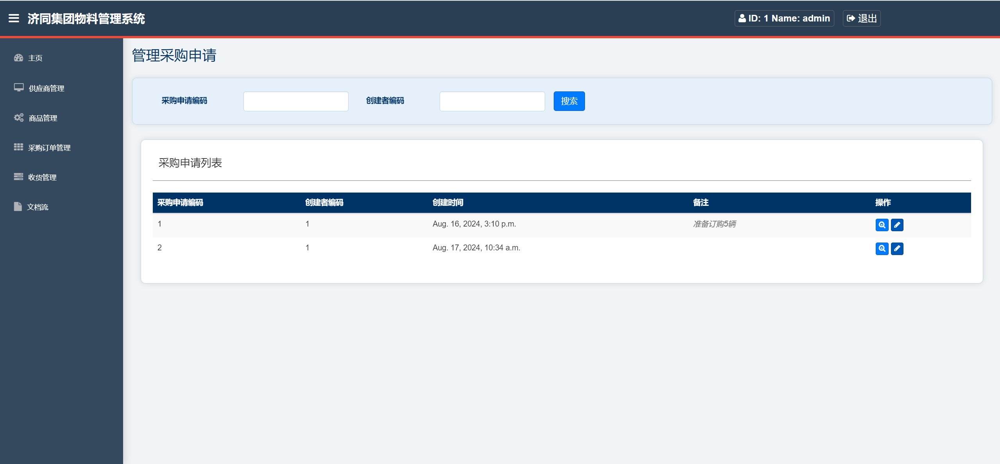 济同集团物料管理系统
ID: 1 Name: admin
退出
主页
供应商管理
商品管理
采购订单管理
收货管理
文档流
管理采购申请
采购申请编码
创建者编码
搜索
采购申请列表
采购申请编码 创建者编码 创建时间 备注 操作
1 1 Aug. 16, 2024, 3:10 p.m. 准备订购5辆
2 1 Aug. 17, 2024, 10:34 a.m.